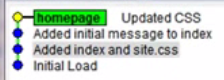 homepage Updated CSS
Added initial message to index
Added index and site.css
Initial Load